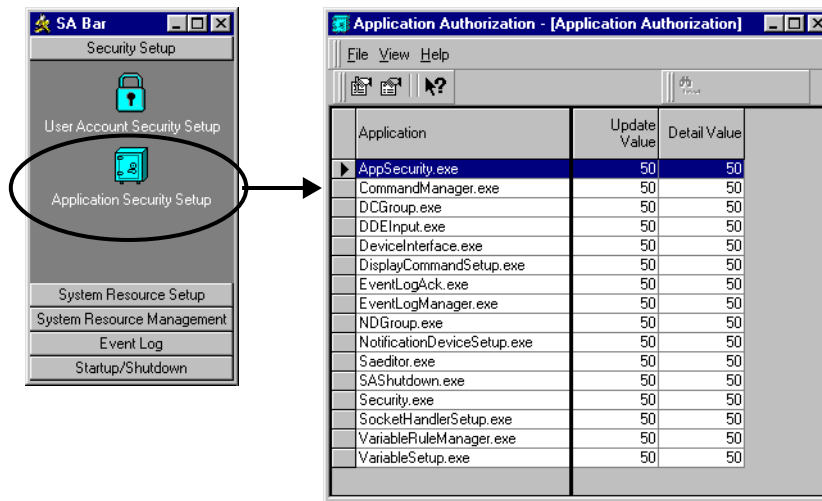 SA Bar
Security Setup
User Account Security Setup
Application Security Setup
System Resource Setup
System Resource Management
Event Log
Startup/Shutdown
Application Authorization - [Application Authorization]
File View Help
Application Update Value Detail Value
AppSecurity.exe 50 50
CommandManager.exe 50 50
DCGroup.exe 50 50
DDEInput.exe 50 50
DeviceInterface.exe 50 50
DisplayCommandSetup.exe 50 50
EventLogAck.exe 50 50
EventLogManager.exe 50 50
NDGroup.exe 50 50
NotificationDeviceSetup.exe 50 50
Saeditor.exe 50 50
SAShutdown.exe 50 50
Security.exe 50 50
SocketHandlerSetup.exe 50 50
VariableRuleManager.exe 50 50
VariableSetup.exe 50 50